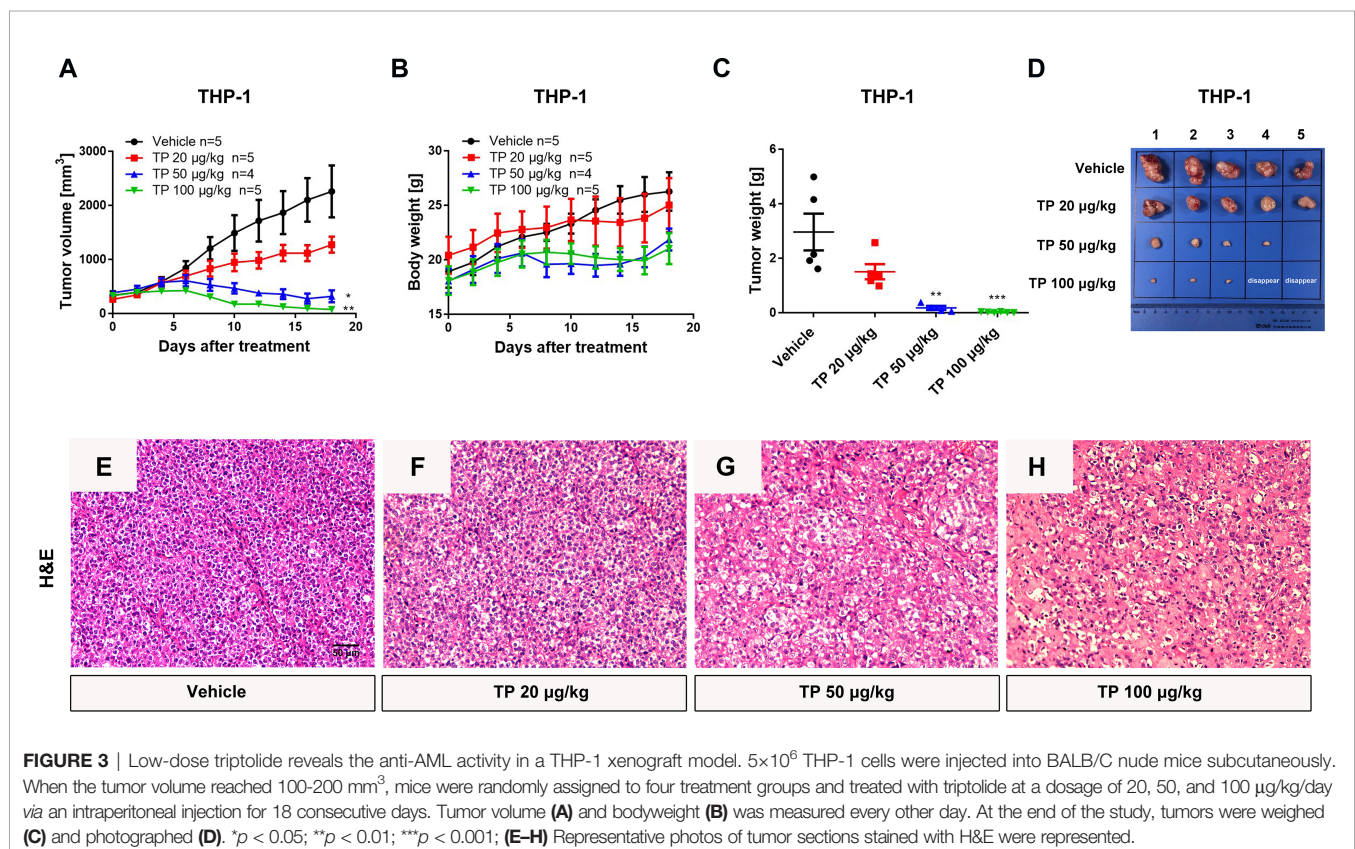 A
THP-1
Vehicle n=5
TP 20 µg/kg n=5
TP 50 µg/kg n=4
TP 100 µg/kg n=5
Tumor volume [mm³]
3000
2000
1000
0
0
5
10
15
20
*
**
Days after treatment
B
THP-1
Vehicle n=5
TP 20 µg/kg n=5
TP 50 µg/kg n=4
TP 100 µg/kg n=5
Body weight [g]
30
25
20
15
0
5
10
15
20
Days after treatment
C
THP-1
Tumor weight [g]
6
4
2
0
**
***
Vehicle
TP 20 µg/kg
TP 50 µg/kg
TP 100 µg/kg
D
THP-1
1 2 3 4 5
Vehicle
TP 20 µg/kg
TP 50 µg/kg
TP 100 µg/kg
disappear disappear
H&E
E
50 µm
Vehicle
F
TP 20 µg/kg
G
TP 50 µg/kg
H
TP 100 µg/kg
FIGURE 3 | Low-dose triptolide reveals the anti-AML activity in a THP-1 xenograft model. 5×10⁶ THP-1 cells were injected into BALB/C nude mice subcutaneously.
When the tumor volume reached 100-200 mm³, mice were randomly assigned to four treatment groups and treated with triptolide at a dosage of 20, 50, and 100 µg/kg/day
via an intraperitoneal injection for 18 consecutive days. Tumor volume (A) and bodyweight (B) was measured every other day. At the end of the study, tumors were weighed
(C) and photographed (D). *p < 0.05; **p < 0.01; ***p < 0.001; (E–H) Representative photos of tumor sections stained with H&E were represented.